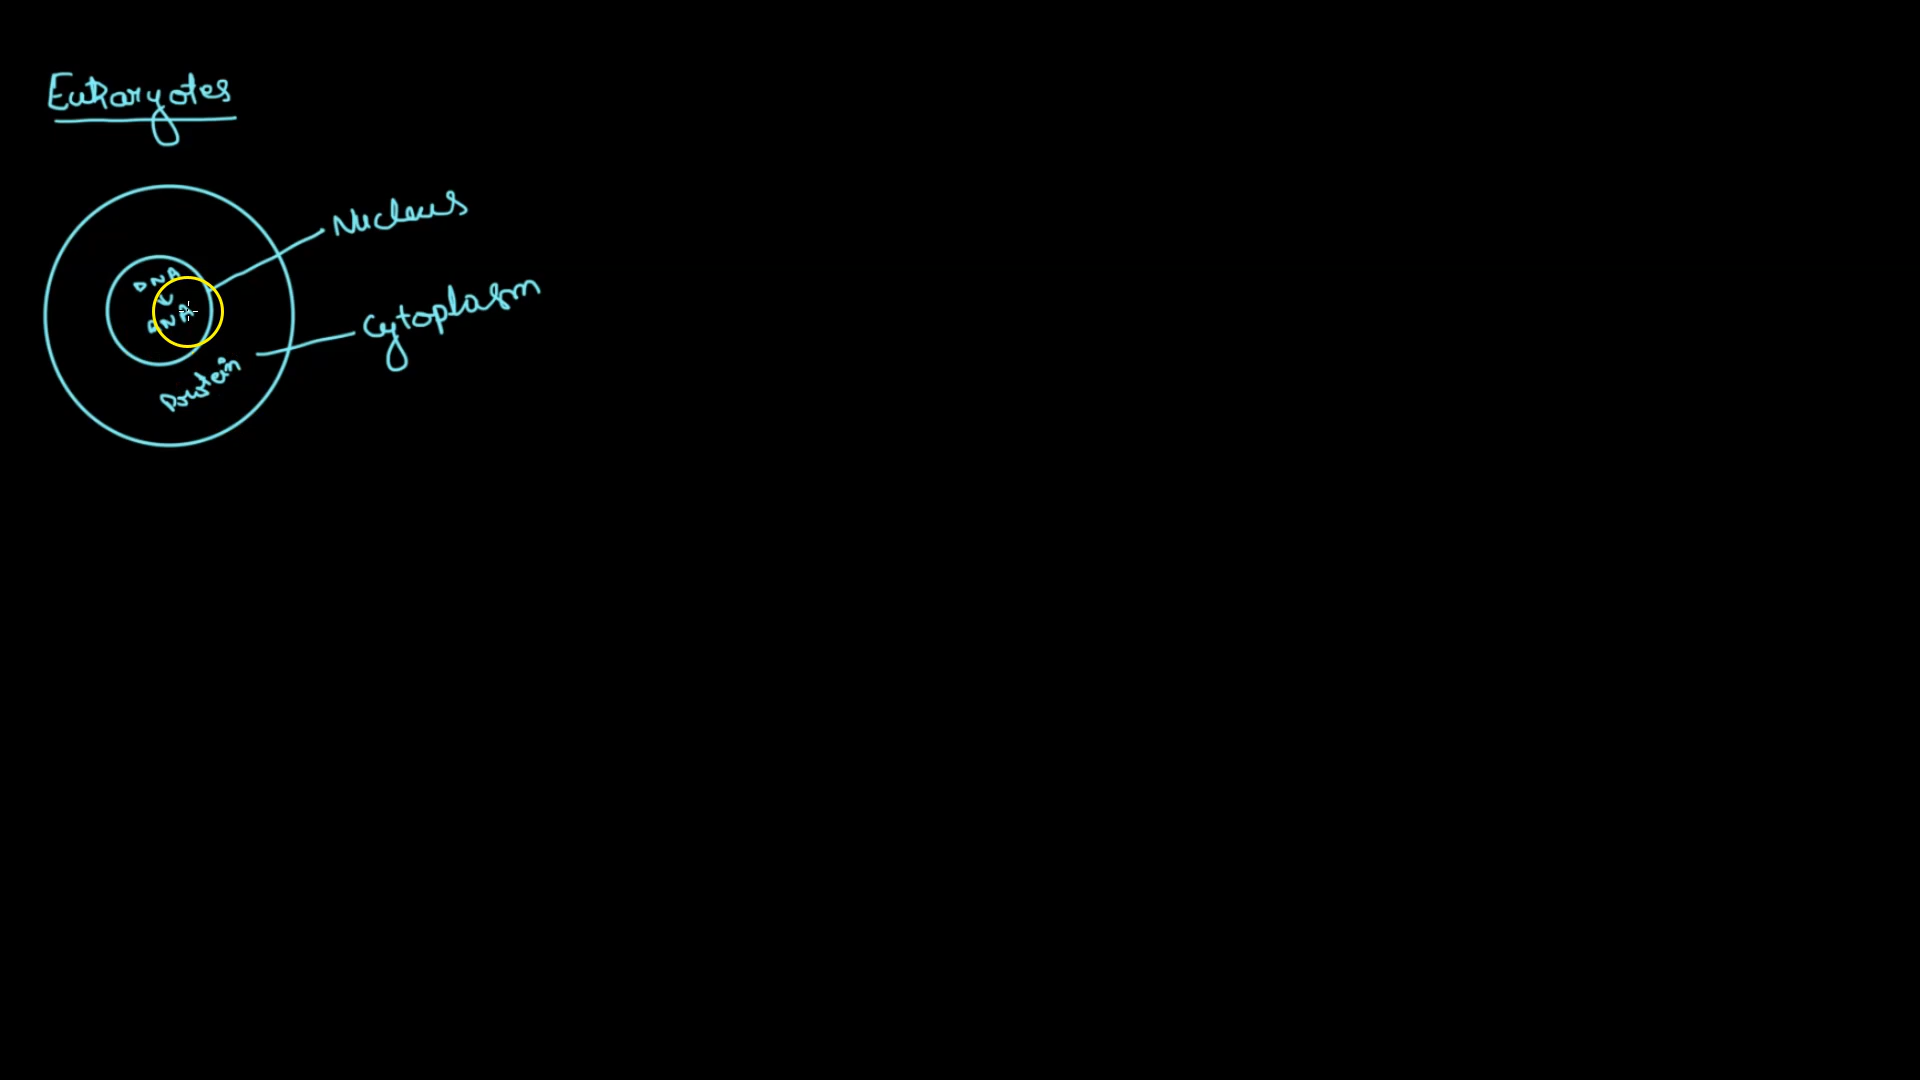 Eukaryotes
Nucleus
DNA
RNA
Cytoplasm
Protein